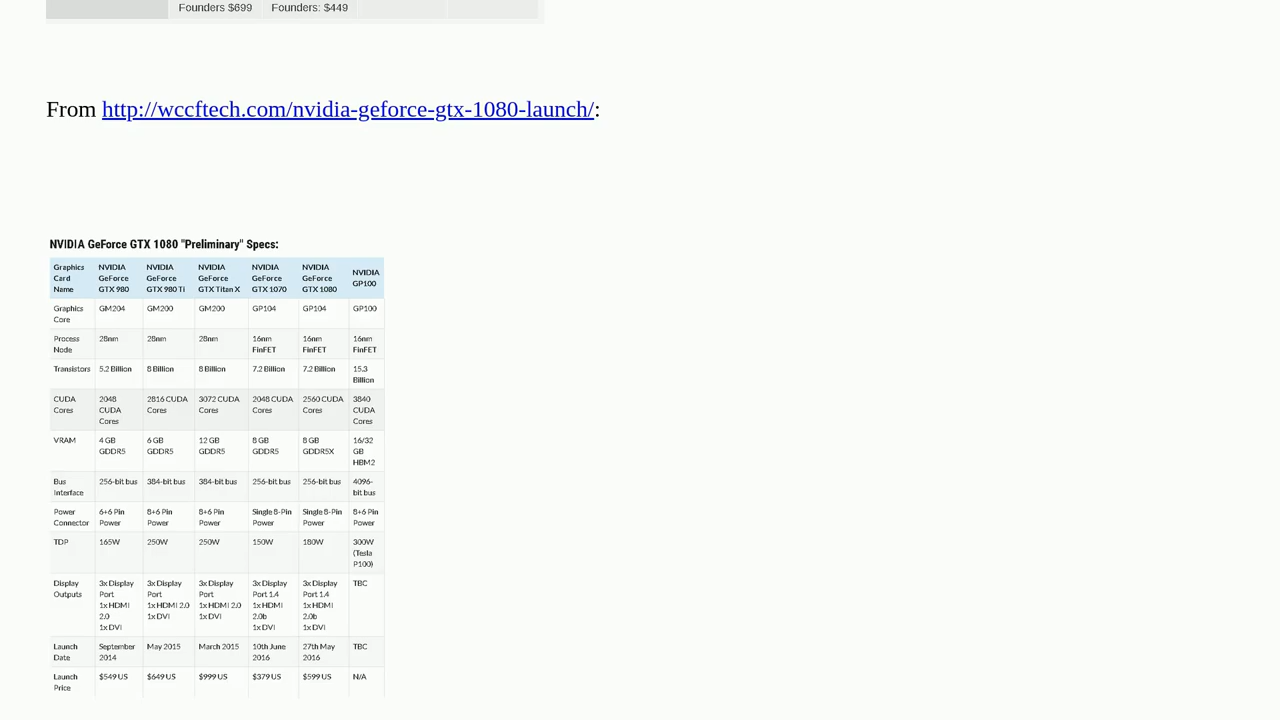 Founders $699 Founders: $449
From http://wccftech.com/nvidia-geforce-gtx-1080-launch/:
NVIDIA GeForce GTX 1080 "Preliminary" Specs:
Graphics Card Name NVIDIA GeForce GTX 980 NVIDIA GeForce GTX 980 Ti NVIDIA GeForce GTX Titan X NVIDIA GeForce GTX 1070 NVIDIA GeForce GTX 1080 NVIDIA GP100
Graphics Core GM204 GM200 GM200 GP104 GP104 GP100
Process Node 28nm 28nm 28nm 16nm FinFET 16nm FinFET 16nm FinFET
Transistors 5.2 Billion 8 Billion 8 Billion 7.2 Billion 7.2 Billion 15.3 Billion
CUDA Cores 2048 CUDA Cores 2816 CUDA Cores 3072 CUDA Cores 2048 CUDA Cores 2560 CUDA Cores 3840 CUDA Cores
VRAM 4 GB GDDR5 6 GB GDDR5 12 GB GDDR5 8 GB GDDR5 8 GB GDDR5X 16/32 GB HBM2
Bus Interface 256-bit bus 384-bit bus 384-bit bus 256-bit bus 256-bit bus 4096-bit bus
Power Connector 6+6 Pin Power 8+6 Pin Power 8+6 Pin Power Single 8-Pin Power Single 8-Pin Power 8+6 Pin Power
TDP 165W 250W 250W 150W 180W 300W (Tesla P100)
Display Outputs 3x Display Port 1x HDMI 2.0 1x DVI 3x Display Port 1x HDMI 2.0 1x DVI 3x Display Port 1x HDMI 2.0 1x DVI 3x Display Port 1.4 1x HDMI 2.0b 1x DVI 3x Display Port 1.4 1x HDMI 2.0b 1x DVI TBC
Launch Date September 2014 May 2015 March 2015 10th June 2016 27th May 2016 TBC
Launch Price $549 US $649 US $999 US $379 US $599 US N/A